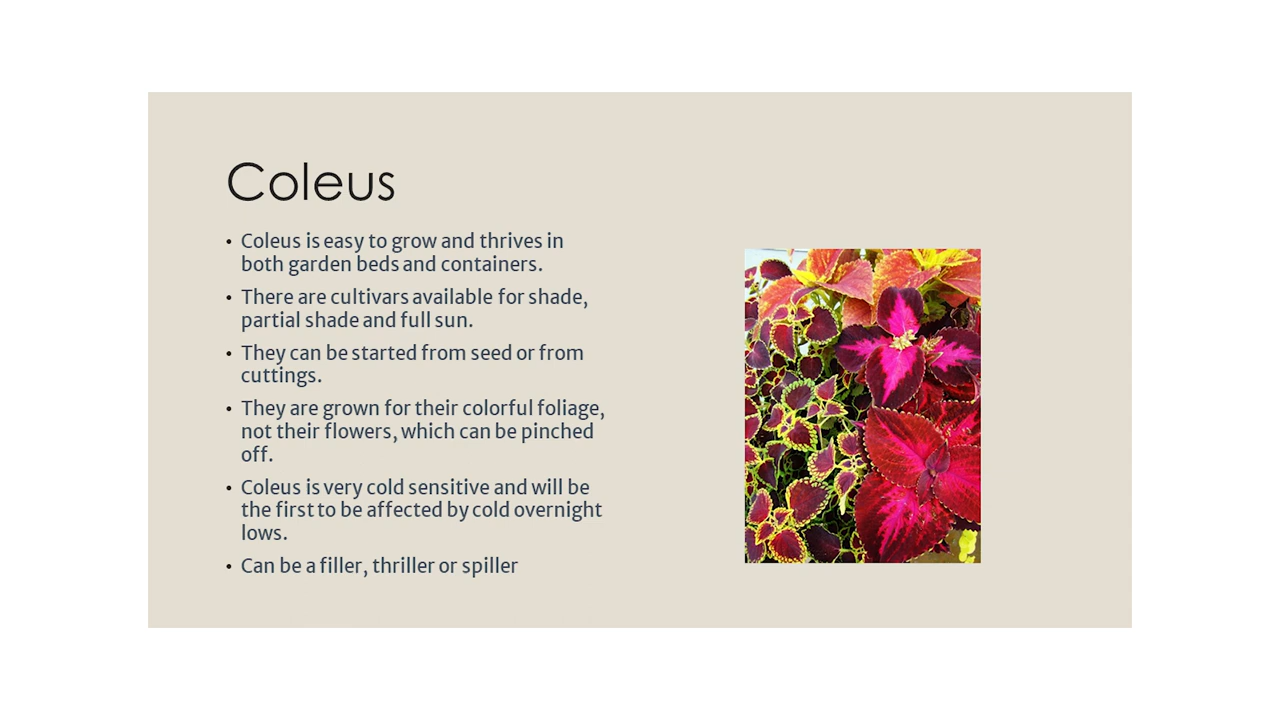 Coleus
• Coleus is easy to grow and thrives in
both garden beds and containers.
• There are cultivars available for shade,
partial shade and full sun.
• They can be started from seed or from
cuttings.
• They are grown for their colorful foliage,
not their flowers, which can be pinched
off.
• Coleus is very cold sensitive and will be
the first to be affected by cold overnight
lows.
• Can be a filler, thriller or spiller